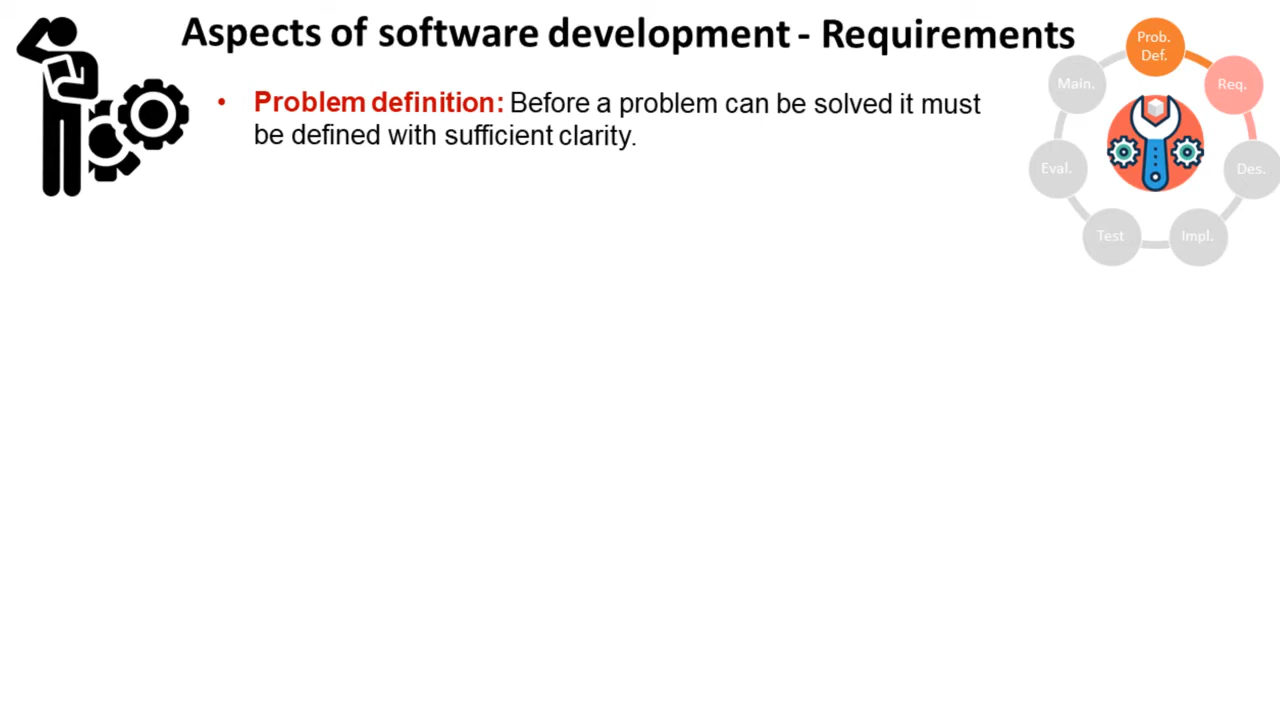 Aspects of software development - Requirements
• Problem definition: Before a problem can be solved it must
be defined with sufficient clarity.
Prob.
Def.
Req.
Des.
Impl.
Test
Eval.
Main.